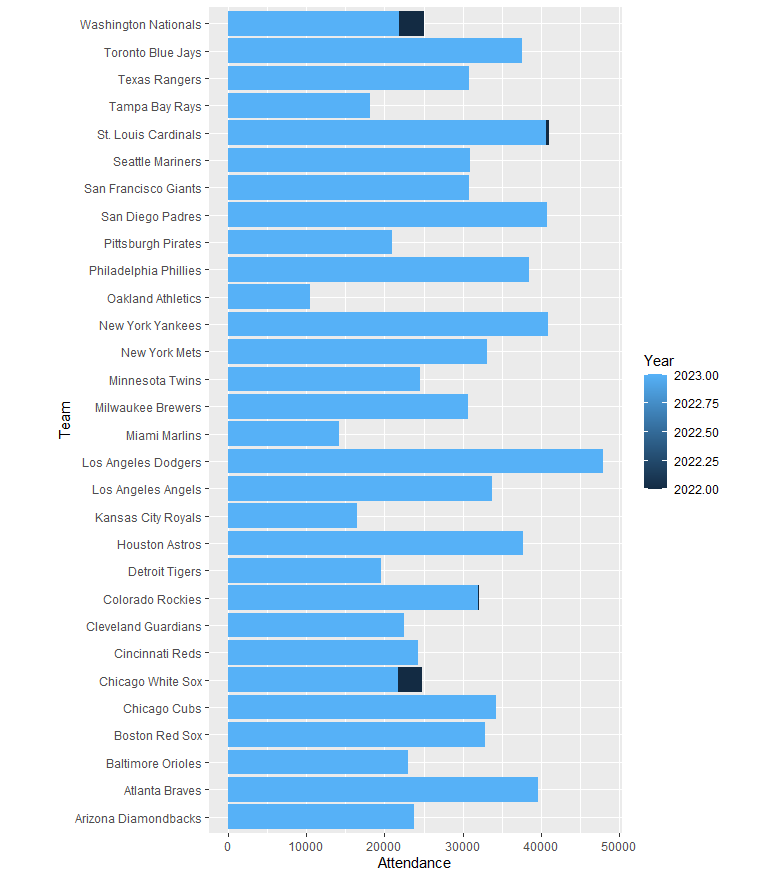 Washington Nationals
Toronto Blue Jays
Texas Rangers
Tampa Bay Rays
St. Louis Cardinals
Seattle Mariners
San Francisco Giants
San Diego Padres
Pittsburgh Pirates
Philadelphia Phillies
Oakland Athletics
New York Yankees
New York Mets
Minnesota Twins
Milwaukee Brewers
Miami Marlins
Los Angeles Dodgers
Los Angeles Angels
Kansas City Royals
Houston Astros
Detroit Tigers
Colorado Rockies
Cleveland Guardians
Cincinnati Reds
Chicago White Sox
Chicago Cubs
Boston Red Sox
Baltimore Orioles
Atlanta Braves
Arizona Diamondbacks
Team
0 10000 20000 30000 40000 50000
Attendance
Year
2023.00
2022.75
2022.50
2022.25
2022.00